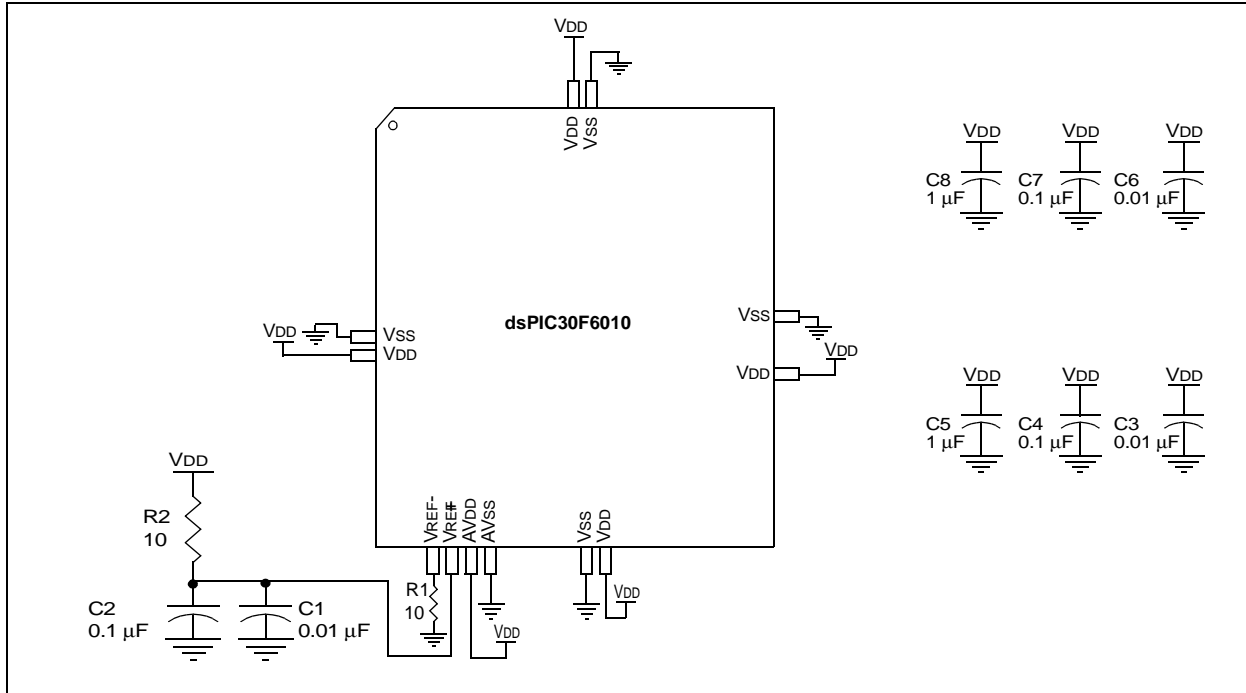 VDD
VDD
VSS
VDD VDD VDD
C8 C7 C6
1 µF 0.1 µF 0.01 µF
dsPIC30F6010
VSS
VDD
VDD
VSS
VDD
VDD
VDD VDD VDD
C5 C4 C3
1 µF 0.1 µF 0.01 µF
VDD
R2
10
VREF-
AVDD
AVSS
VSS
VDD
R1
10
VDD
VDD
C2 C1
0.1 µF 0.01 µF